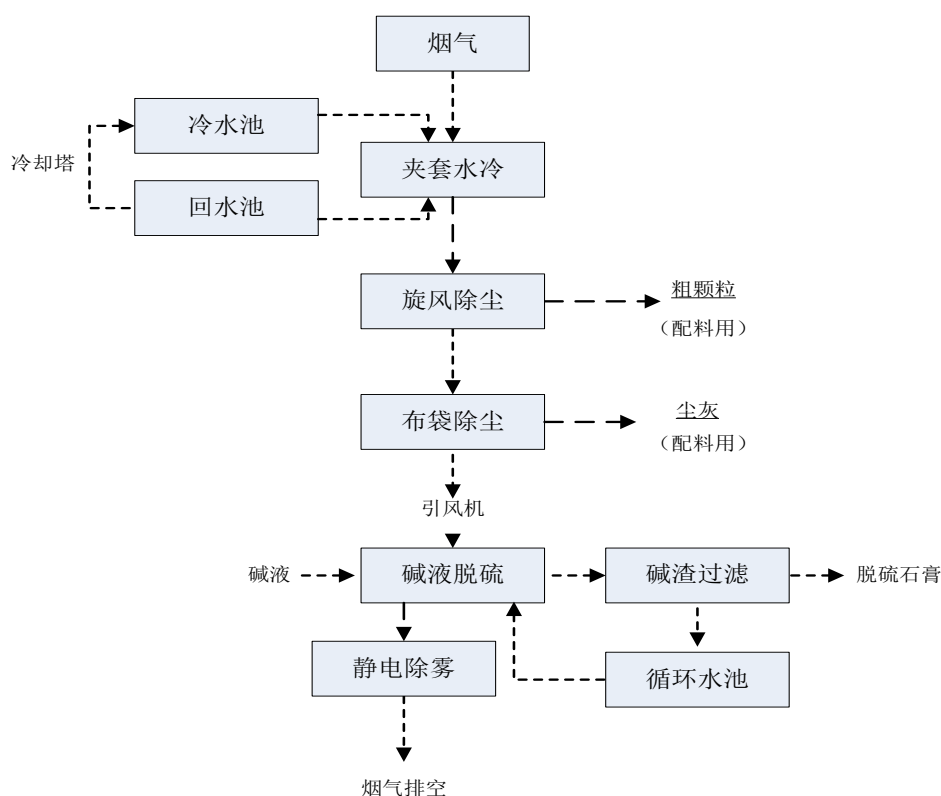 烟气
冷水池
冷却塔
夹套水冷
回水池
旋风除尘
粗颗粒
（配料用）
布袋除尘
尘灰
（配料用）
引风机
碱液
碱液脱硫
碱渣过滤
脱硫石膏
静电除雾
循环水池
烟气排空